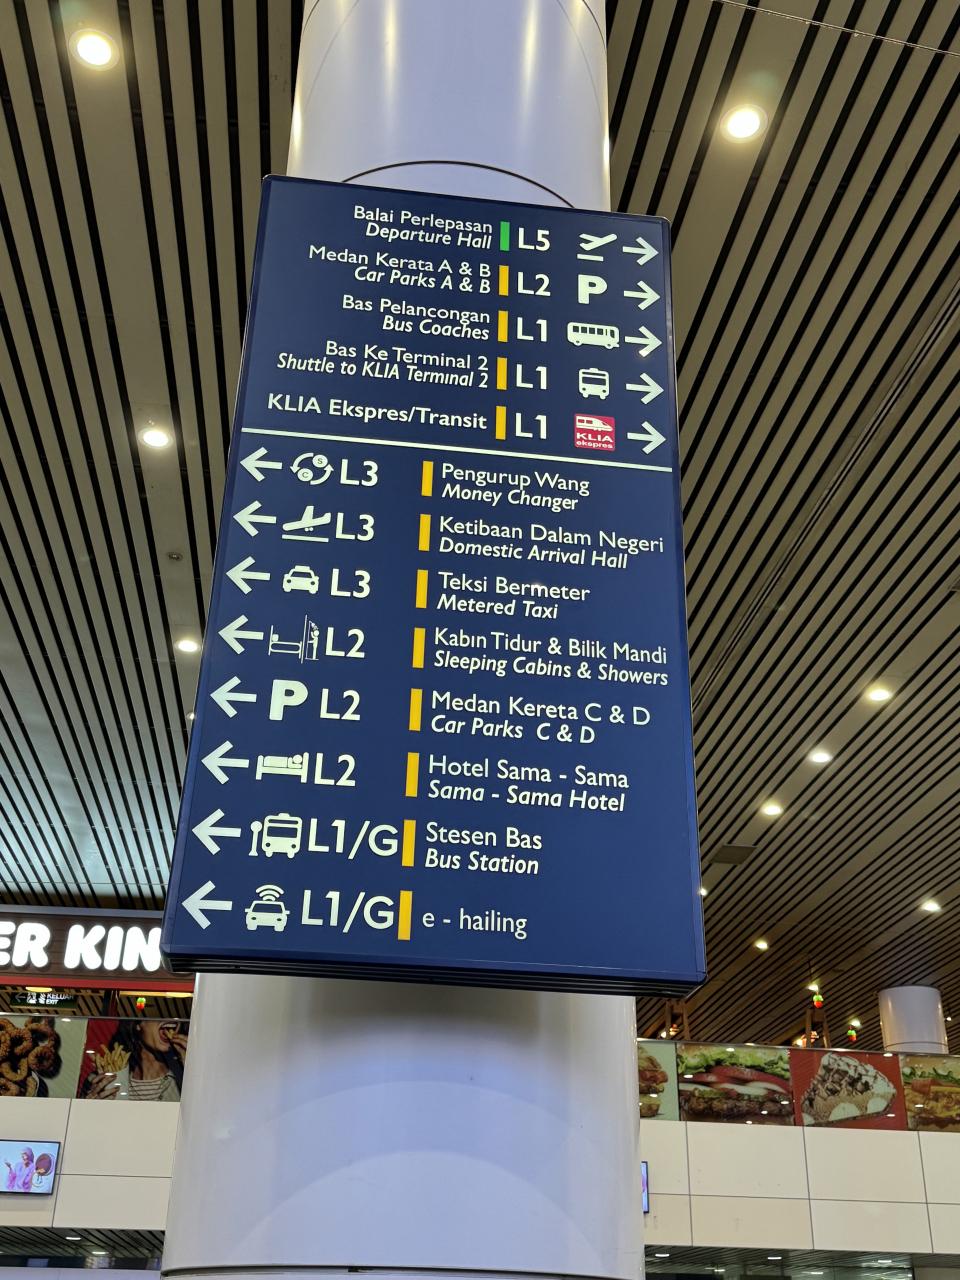 Balai Perlepasan
Departure Hall
L5
Medan Kerata A & B
Car Parks A & B
L2
P
Bas Pelancongan
Bus Coaches
L1
Bas Ke Terminal 2
Shuttle to KLIA Terminal 2
L1
KLIA Ekspres/Transit
L1
KLIA
ekspres
S
C
L3
Pengurup Wang
Money Changer
L3
Ketibaan Dalam Negeri
Domestic Arrival Hall
L3
Teksi Bermeter
Metered Taxi
L2
Kabin Tidur & Bilik Mandi
Sleeping Cabins & Showers
P L2
Medan Kereta C & D
Car Parks C & D
L2
Hotel Sama - Sama
Sama - Sama Hotel
L1/G
Stesen Bas
Bus Station
L1/G
e - hailing
ER KIN
KELUAR
EXIT